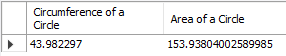 Circumference of a Circle Area of a Circle
43.982297 153.93804002589985